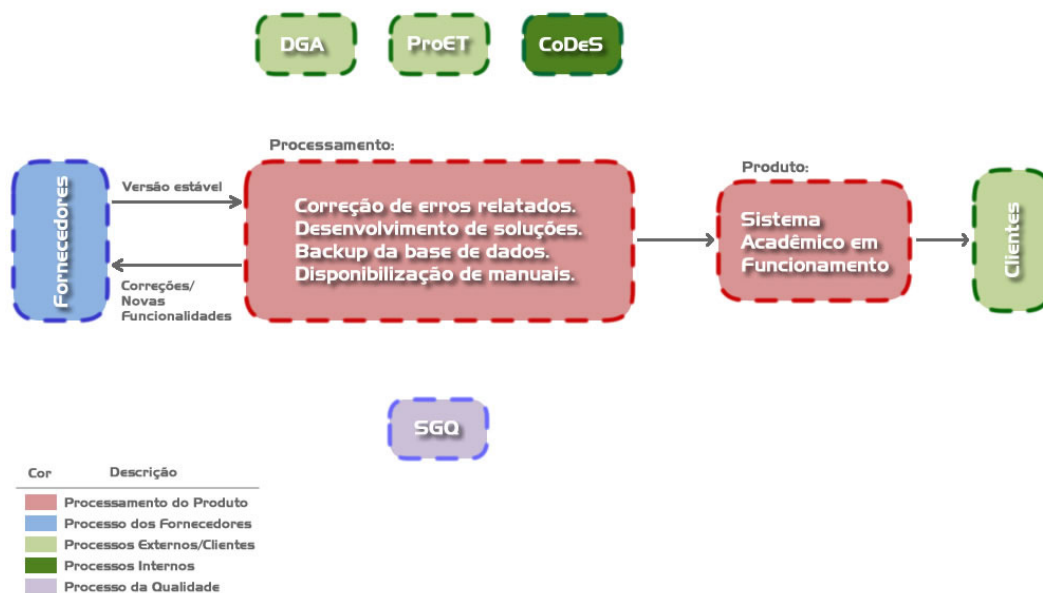 DGA
ProET
CoDeS
Processamento:
Fornecedores
Versão estável
Correções/
Novas
Funcionalidades
Correção de erros relatados.
Desenvolvimento de soluções.
Backup da base de dados.
Disponibilização de manuais.
Produto:
Sistema
Acadêmico em
Funcionamento
Clientes
SGQ
Cor Descrição
Processamento do Produto
Processo dos Fornecedores
Processos Externos/Clientes
Processos Internos
Processo da Qualidade